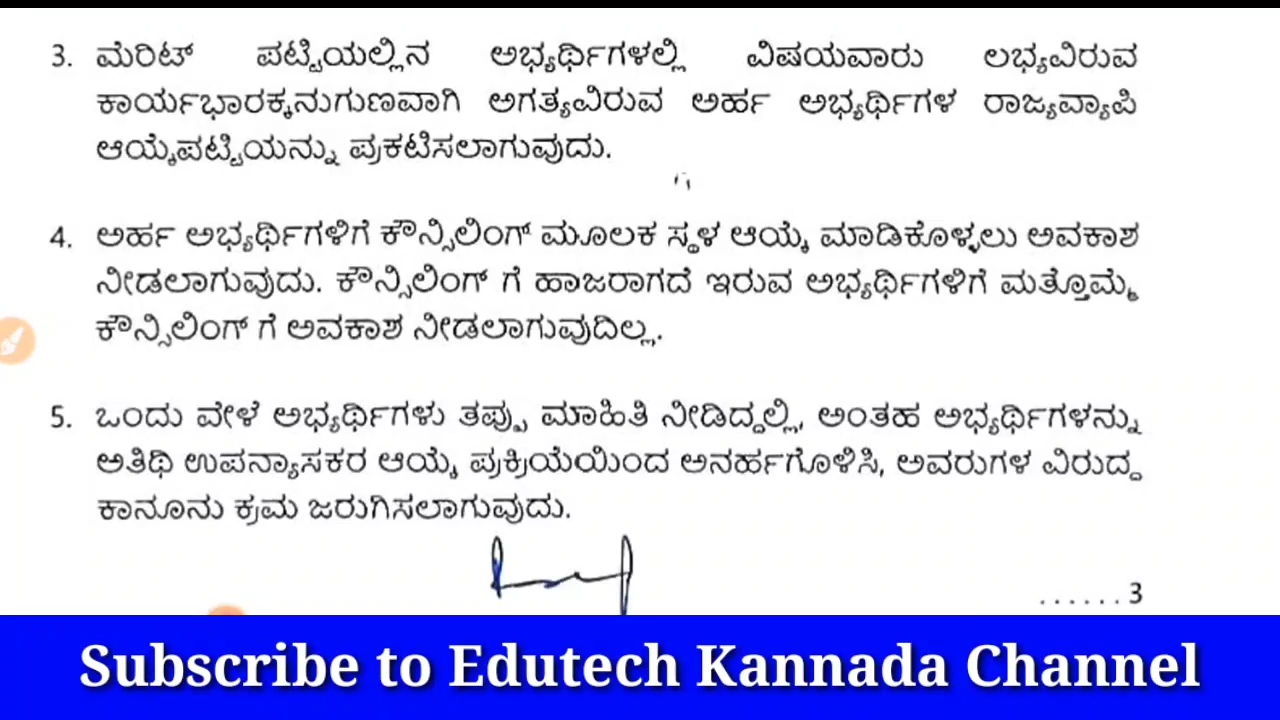 3. ಮೆರಿಟ್ ಪಟ್ಟಿಯಲ್ಲಿನ ಅಭ್ಯರ್ಥಿಗಳಲ್ಲಿ ವಿಷಯವಾರು ಲಭ್ಯವಿರುವ
ಕಾರ್ಯಭಾರಕ್ಕನುಗುಣವಾಗಿ ಅಗತ್ಯವಿರುವ ಅರ್ಹ ಅಭ್ಯರ್ಥಿಗಳ ರಾಜ್ಯವ್ಯಾಪಿ
ಆಯ್ಕೆಪಟ್ಟಿಯನ್ನು ಪ್ರಕಟಿಸಲಾಗುವುದು.
4. ಅರ್ಹ ಅಭ್ಯರ್ಥಿಗಳಿಗೆ ಕೌನ್ಸಿಲಿಂಗ್ ಮೂಲಕ ಸ್ಥಳ ಆಯ್ಕೆ ಮಾಡಿಕೊಳ್ಳಲು ಅವಕಾಶ
ನೀಡಲಾಗುವುದು. ಕೌನ್ಸಿಲಿಂಗ್ ಗೆ ಹಾಜರಾಗದೆ ಇರುವ ಅಭ್ಯರ್ಥಿಗಳಿಗೆ ಮತ್ತೊಮ್ಮೆ
ಕೌನ್ಸಿಲಿಂಗ್ ಗೆ ಅವಕಾಶ ನೀಡಲಾಗುವುದಿಲ್ಲ.
5. ಒಂದು ವೇಳೆ ಅಭ್ಯರ್ಥಿಗಳು ತಪ್ಪು ಮಾಹಿತಿ ನೀಡಿದ್ದಲ್ಲಿ, ಅಂತಹ ಅಭ್ಯರ್ಥಿಗಳನ್ನು
ಅತಿಥಿ ಉಪನ್ಯಾಸಕರ ಆಯ್ಕೆ ಪ್ರಕ್ರಿಯೆಯಿಂದ ಅನರ್ಹಗೊಳಿಸಿ, ಅವರುಗಳ ವಿರುದ್ದ
ಕಾನೂನು ಕ್ರಮ ಜರುಗಿಸಲಾಗುವುದು.
......3
Subscribe to Edutech Kannada Channel